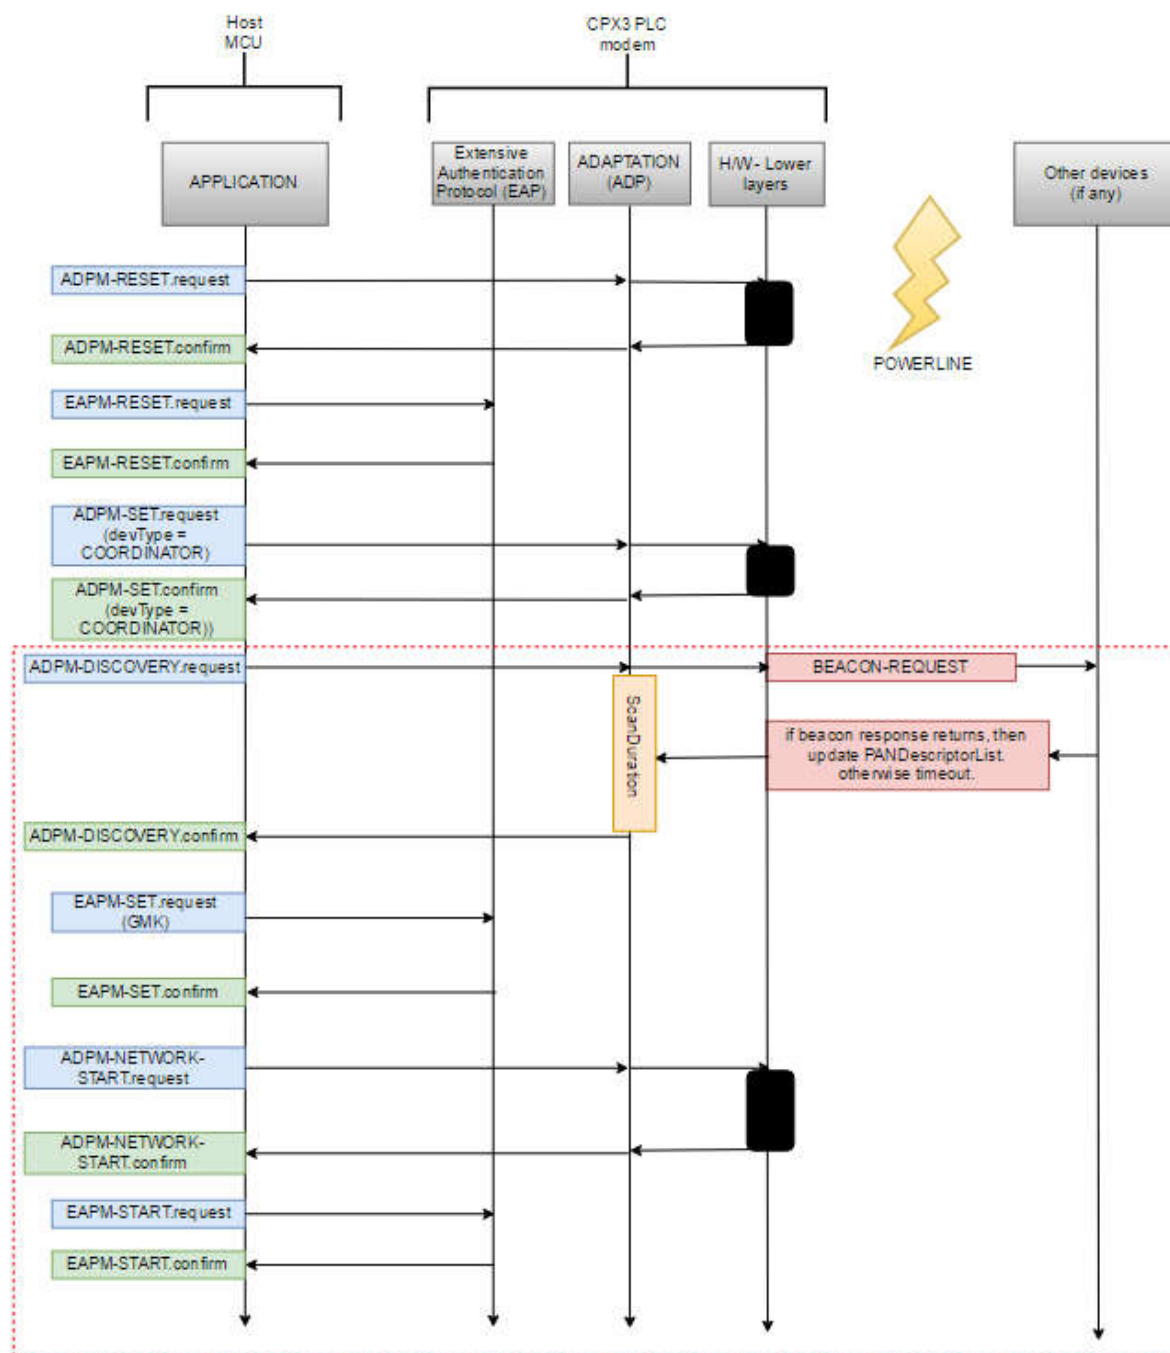 Host
MCU
CPX3 PLC
modem
APPLICATION
Extensive
Authentication
Protocol (EAP)
ADAPTATION
(ADP)
H/W - Lower
layers
Other devices
(if any)
POWERLINE
ADPM-RESET.request
ADPM-RESET.confirm
EAPM-RESET.request
EAPM-RESET.confirm
ADPM-SET.request
(devType =
COORDINATOR)
ADPM-SET.confirm
(devType =
COORDINATOR))
ADPM-DISCOVERY.request
BEACON-REQUEST
ScanDuration
if beacon response returns, then
update PANDescriptorList.
otherwise timeout.
ADPM-DISCOVERY.confirm
EAPM-SET.request
(GMK)
EAPM-SET.confirm
ADPM-NETWORK-
START.request
ADPM-NETWORK-
START.confirm
EAPM-START.request
EAPM-START.confirm